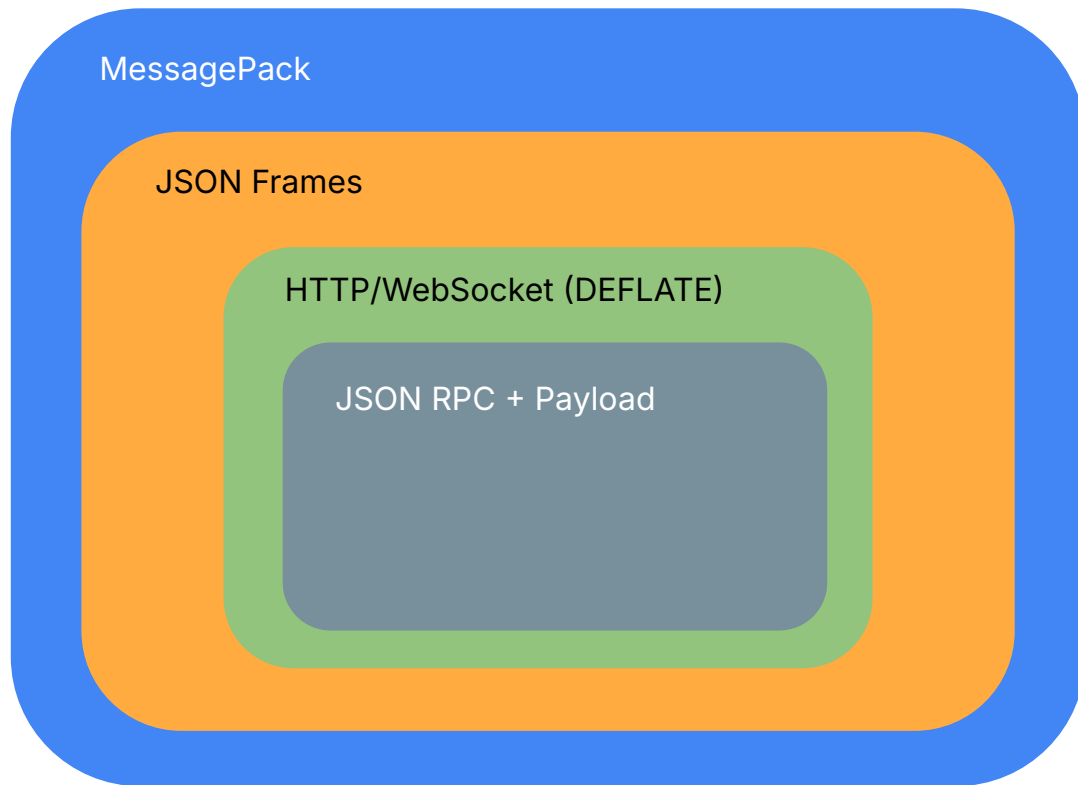 MessagePack
JSON Frames
HTTP/WebSocket (DEFLATE)
JSON RPC + Payload